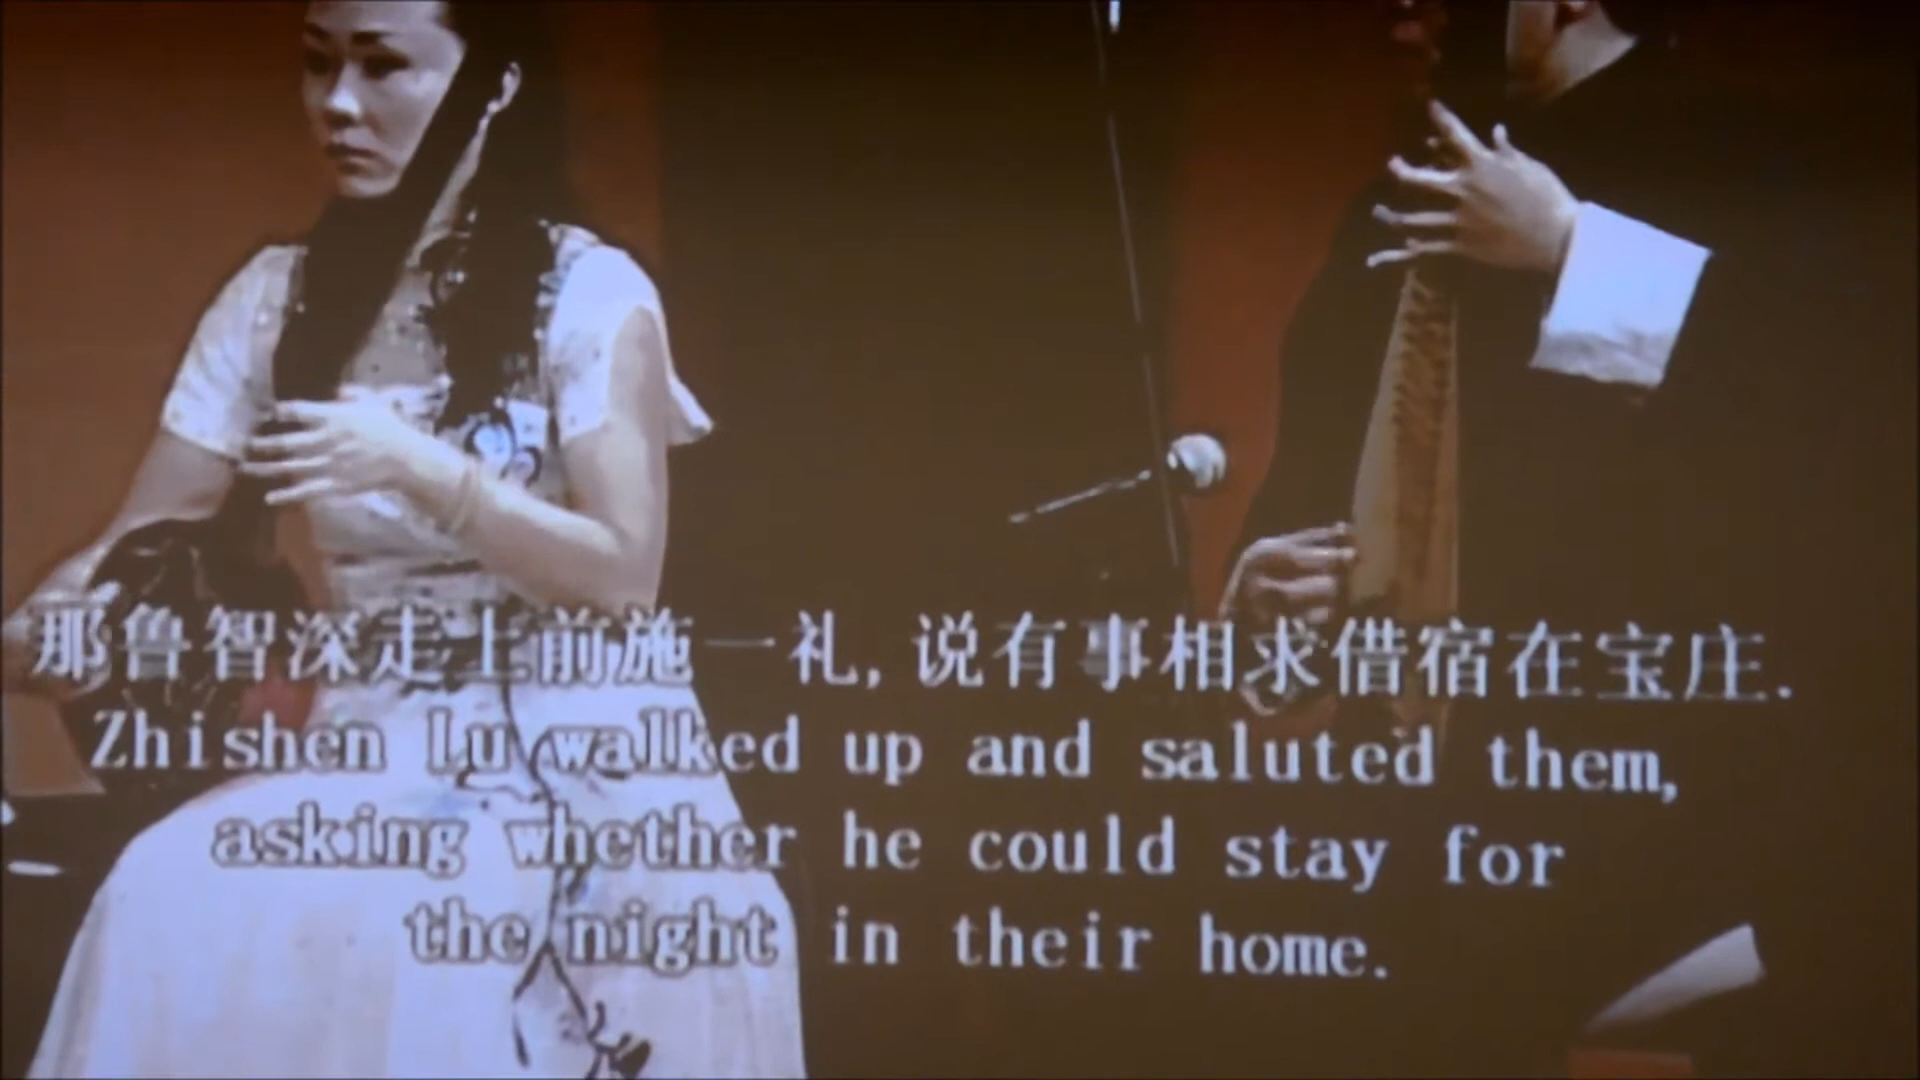 那鲁智深走上前施一礼,说有事相求借宿在宝庄.
Zhishen Lu walked up and saluted them,
asking whether he could stay for
the night in their home.